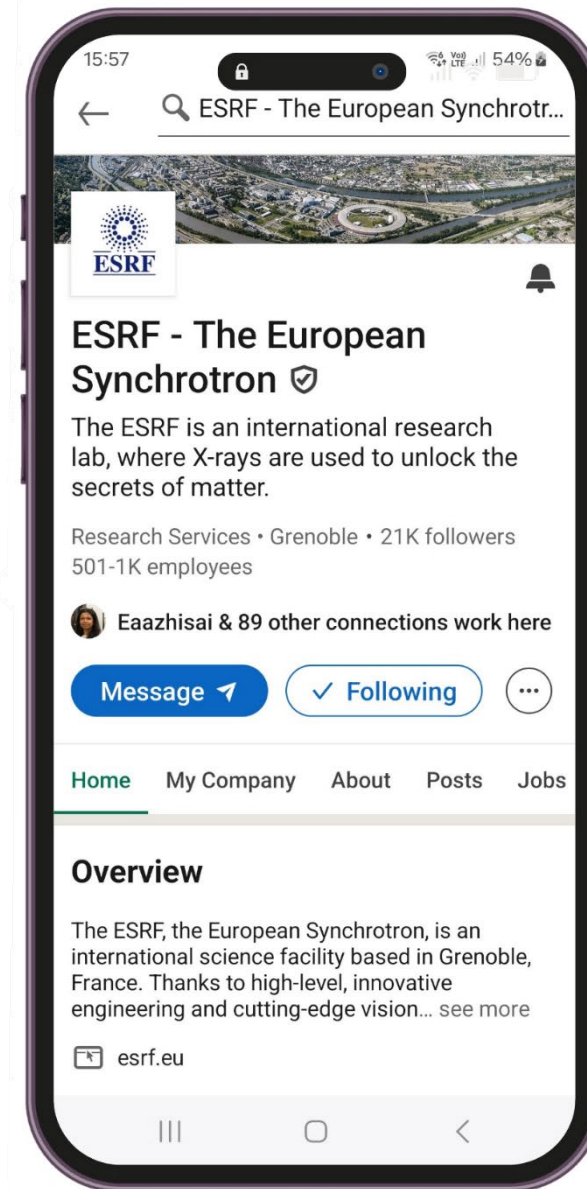 15:57
54%
ESRF - The European Synchrotr...
ESRF
ESRF - The European
Synchrotron
The ESRF is an international research
lab, where X-rays are used to unlock the
secrets of matter.
Research Services • Grenoble • 21K followers
501-1K employees
Eaazhisai & 89 other connections work here
Message
Following
Home My Company About Posts Jobs
Overview
The ESRF, the European Synchrotron, is an
international science facility based in Grenoble,
France. Thanks to high-level, innovative
engineering and cutting-edge vision... see more
esrf.eu